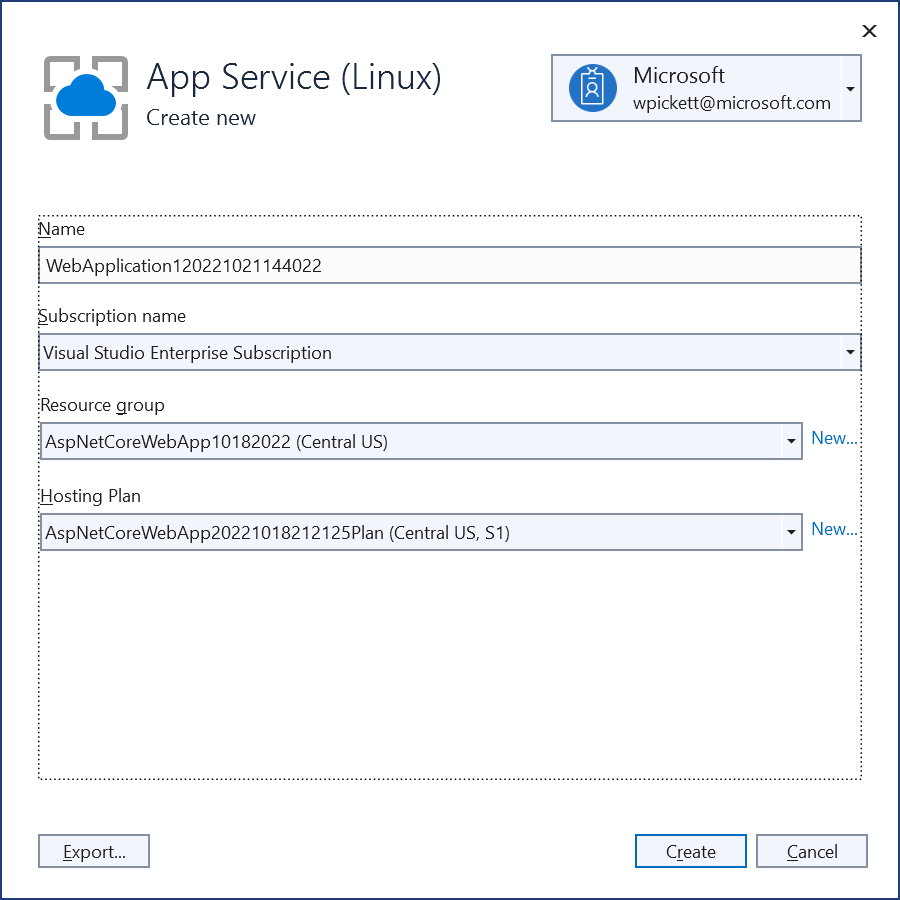 App Service (Linux)
Create new
Microsoft
wpickett@microsoft.com
Name
WebApplication120221021144022
Subscription name
Visual Studio Enterprise Subscription
Resource group
AspNetCoreWebApp10182022 (Central US)
New...
Hosting Plan
AspNetCoreWebApp20221018212125Plan (Central US, S1)
New...
Export...
Create
Cancel